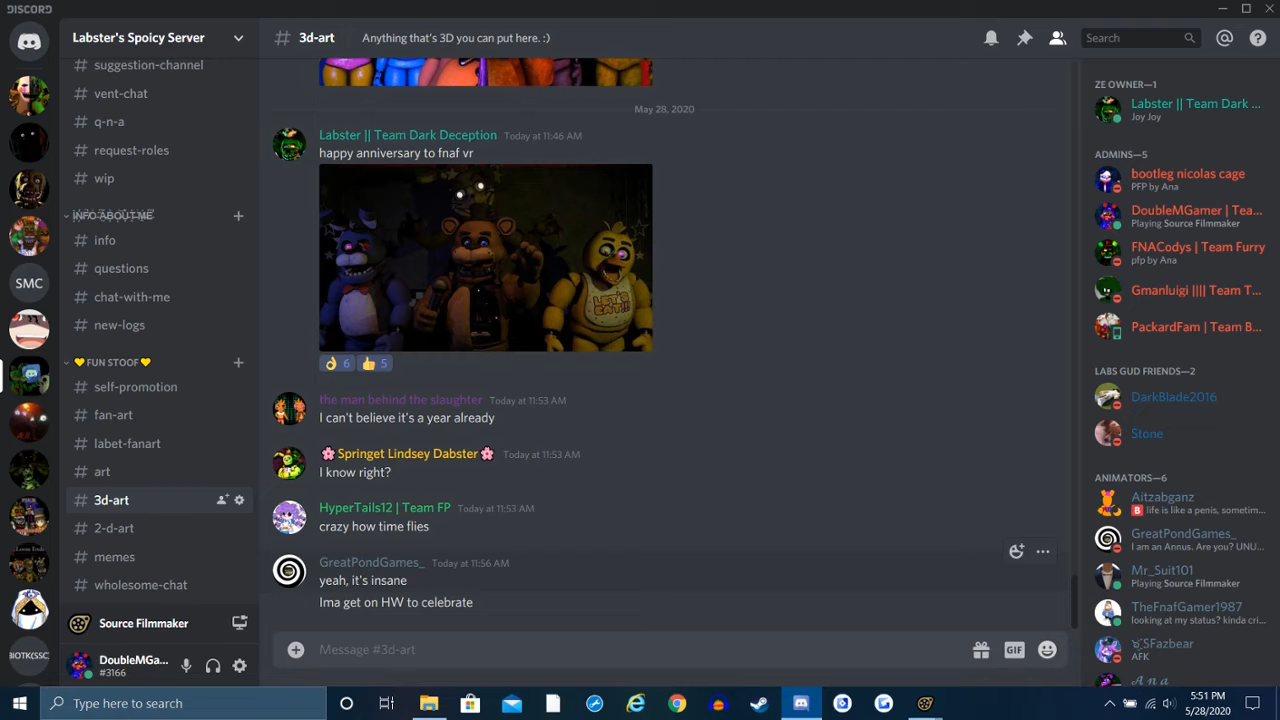 DISCORD
Labster's Spoicy Server
# 3d-art Anything that's 3D you can put here. :)
Search
# suggestion-channel
# vent-chat
# q-n-a
# request-roles
# wip
INFO ABOUT ME
# info
# questions
# chat-with-me
# new-logs
💛 FUN STOOF 💛
# self-promotion
# fan-art
# labet-fanart
# art
# 3d-art
# 2-d-art
# memes
# wholesome-chat
SMC
BIOTK(SSC)
Source Filmmaker
DoubleMGa...
#3166
May 28, 2020
Labster || Team Dark Deception Today at 11:46 AM
happy anniversary to fnaf vr
LET'S EAT!!!
👌 6 👍 5
the man behind the slaughter Today at 11:53 AM
I can't believe it's a year already
🌸Springet Lindsey Dabster🌸 Today at 11:53 AM
I know right?
HyperTails12 | Team FP Today at 11:53 AM
crazy how time flies
GreatPondGames_ Today at 11:56 AM
yeah, it's insane
Ima get on HW to celebrate
Message #3d-art
GIF
ZE OWNER—1
Labster || Team Dark ...
Joy Joy
ADMINS—5
bootleg nicolas cage
PFP by Ana
DoubleMGamer | Tea...
Playing Source Filmmaker
FNACodys | Team Furry
pfp by Ana
Gmanluigi |||| Team T...
PackardFam | Team B...
LABS GUD FRIENDS—2
DarkBlade2016
Stone
ANIMATORS—6
Aitzabganz
B life is like a penis, sometim...
GreatPondGames_
I am an Annus. Are you? UNU...
Mr_Suit101
Playing Source Filmmaker
TheFnafGamer1987
looking at my status? kinda cri...
SFazbear
AFK
𝓐 𝓷 𝓪
Type here to search
5:51 PM
5/28/2020